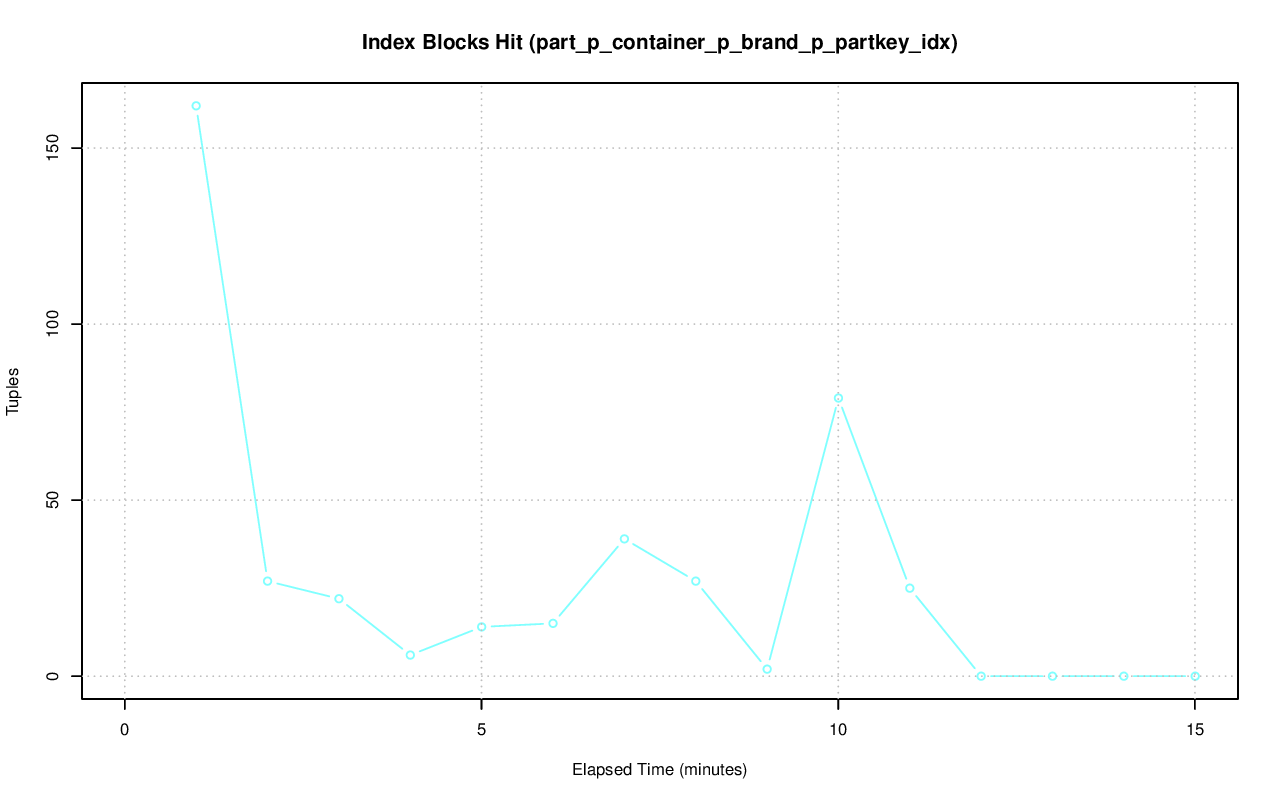 Index Blocks Hit (part_p_container_p_brand_p_partkey_idx)
150
100
50
0
Tuples
0 5 10 15
Elapsed Time (minutes)